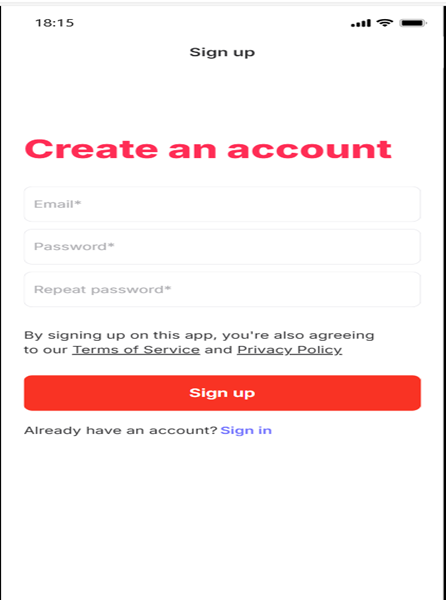 18:15
Sign up
Create an account
Email*
Password*
Repeat password*
By signing up on this app, you're also agreeing
to our Terms of Service and Privacy Policy
Sign up
Already have an account? Sign in